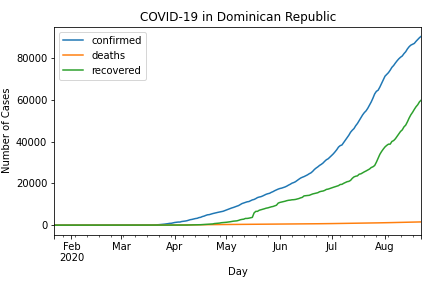 COVID-19 in Dominican Republic
confirmed
deaths
recovered
Number of Cases
80000
60000
40000
20000
0
Feb Mar Apr May Jun Jul Aug
2020
Day